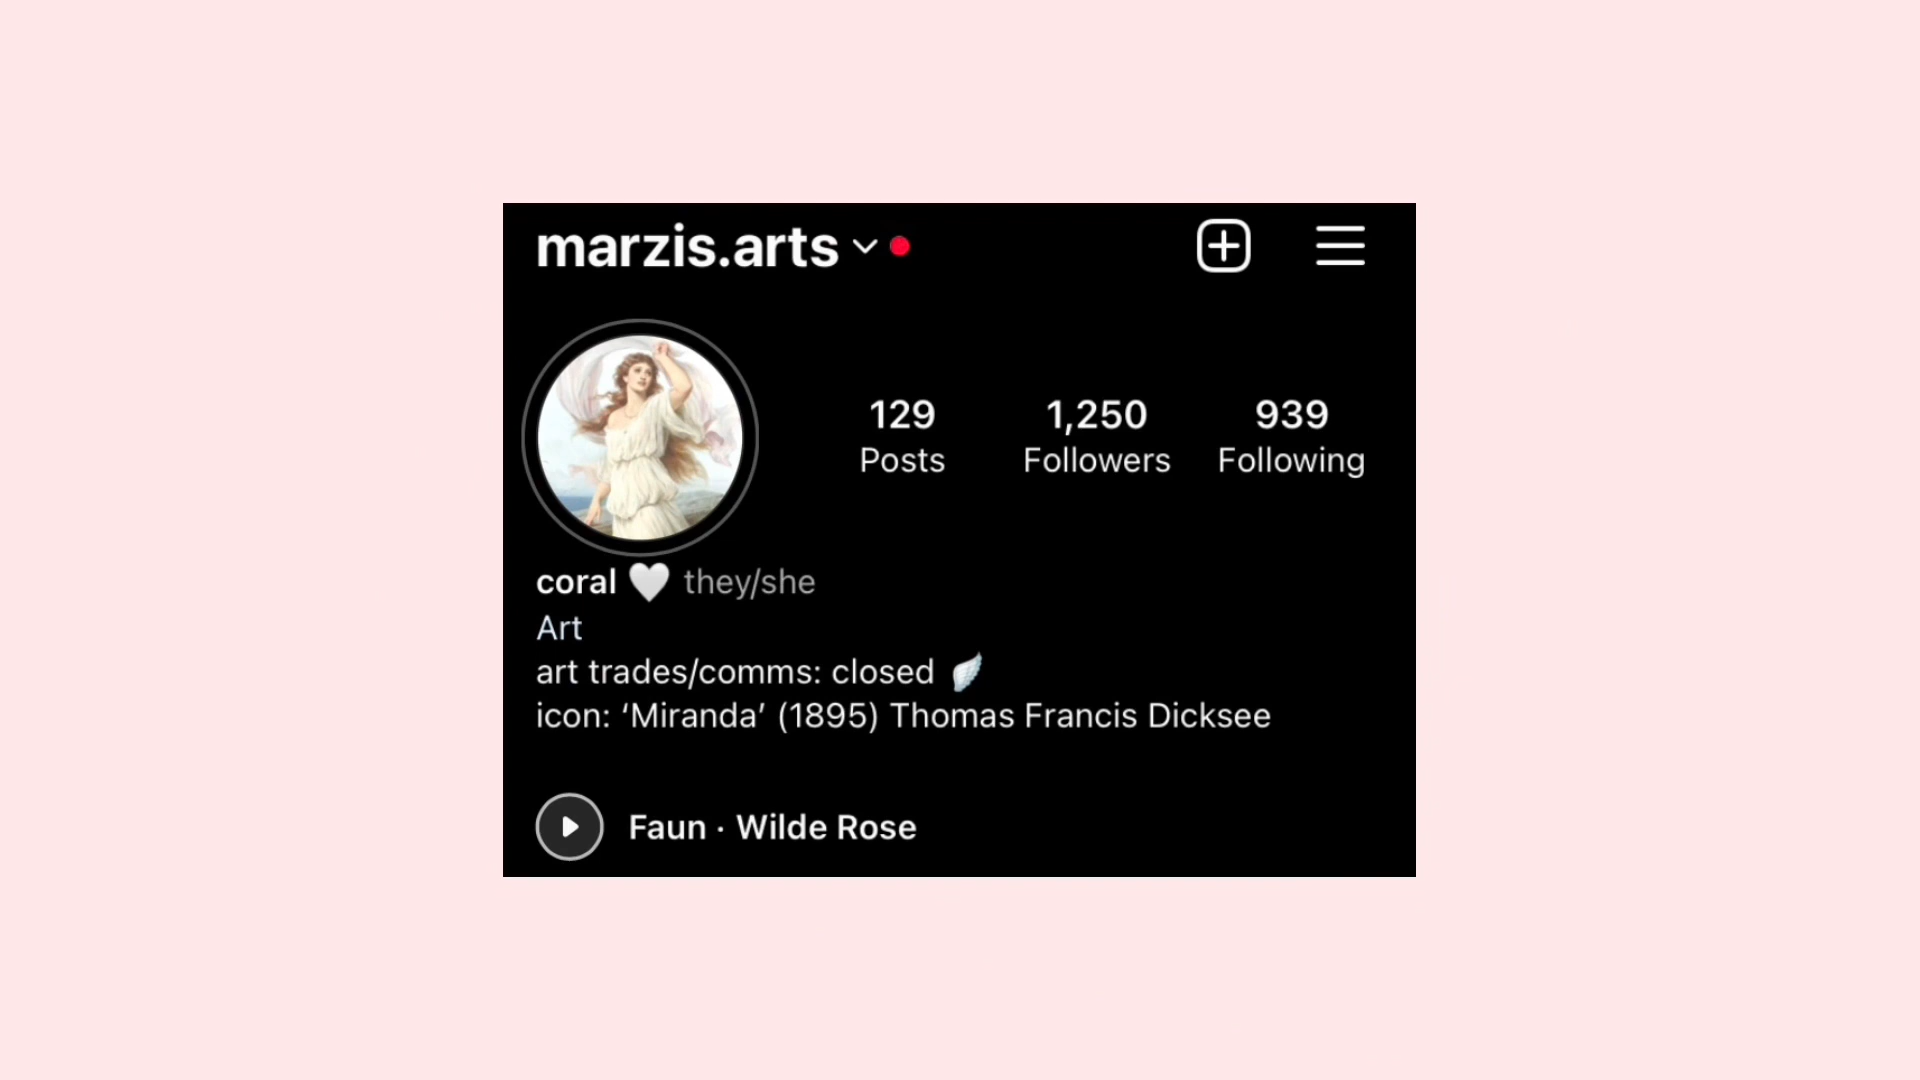 marzis.arts
129 1,250 939
Posts Followers Following
coral 🤍 they/she
Art
art trades/comms: closed 🪽
icon: ‘Miranda’ (1895) Thomas Francis Dicksee
Faun · Wilde Rose